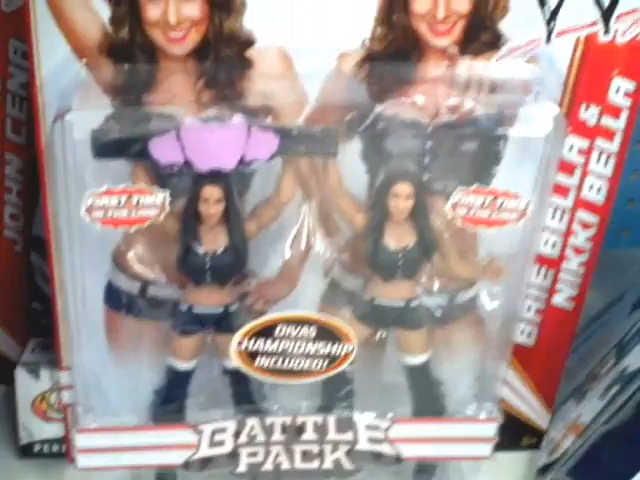 JOHN CENA
FIRST TIME
IN THE LINE!
FIRST TIME
IN THE LINE!
BRIE BELLA &
NIKKI BELLA
DIVAS
CHAMPIONSHIP
INCLUDED!
BATTLE
PACK